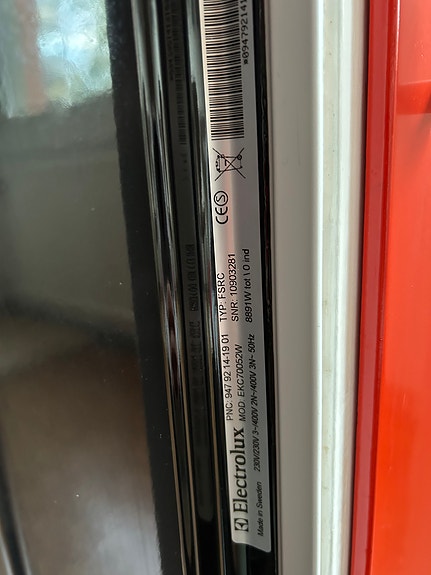 Electrolux
Made in Sweden
PNC. 947 92 14-19 01
MOD. EKC70052W
230V/230V 3~/400V 2N~/400V 3N~ 50Hz
TYP. FSRC
SNR: 10903281
8891W tot \ 0 ind
CE S